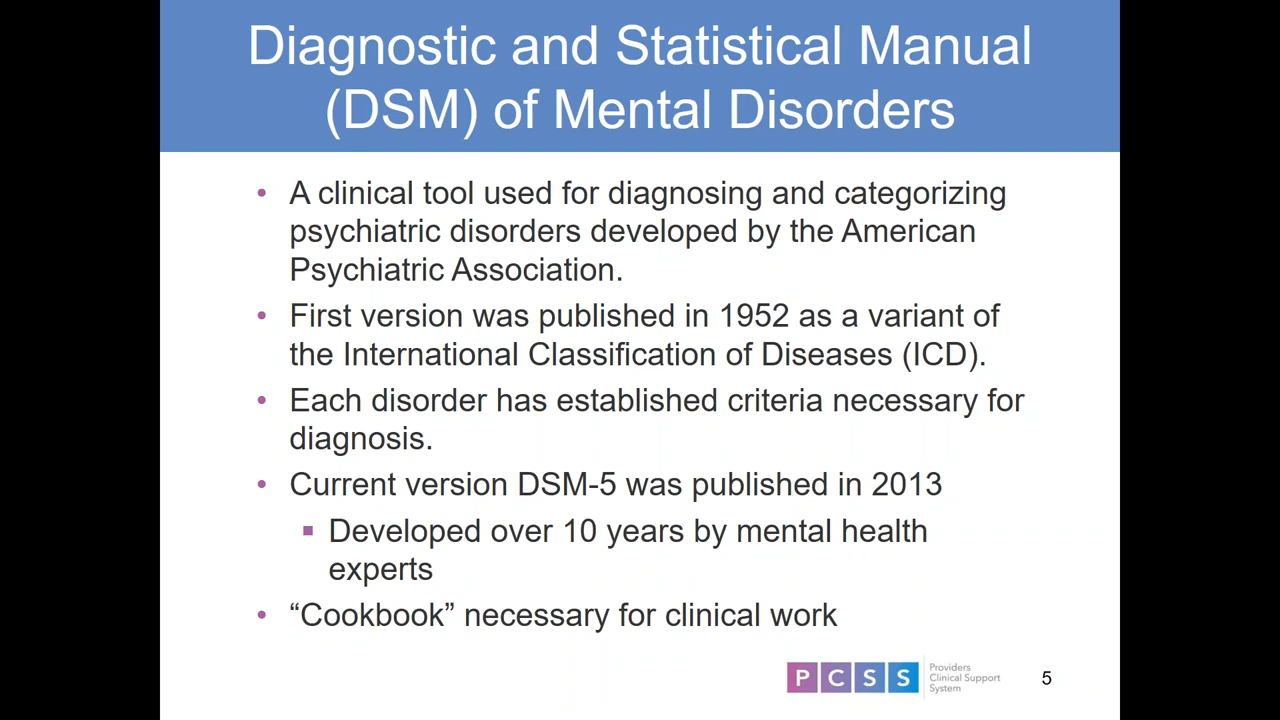 Diagnostic and Statistical Manual
(DSM) of Mental Disorders
• A clinical tool used for diagnosing and categorizing
psychiatric disorders developed by the American
Psychiatric Association.
• First version was published in 1952 as a variant of
the International Classification of Diseases (ICD).
• Each disorder has established criteria necessary for
diagnosis.
• Current version DSM-5 was published in 2013
▪ Developed over 10 years by mental health
experts
• “Cookbook” necessary for clinical work
PCSS
Providers
Clinical Support
System
5